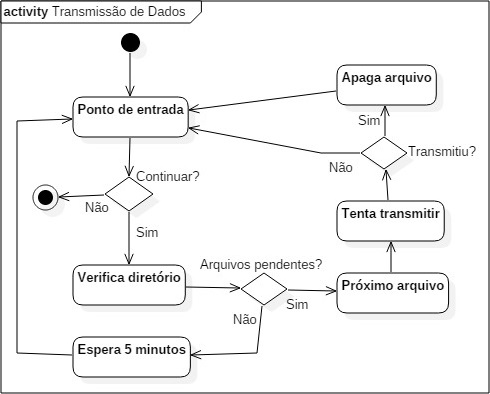 activity Transmissão de Dados
Apaga arquivo
Ponto de entrada
Sim
Transmitiu?
Não
Continuar?
Não
Sim
Tenta transmitir
Arquivos pendentes?
Verifica diretório
Próximo arquivo
Sim
Não
Espera 5 minutos